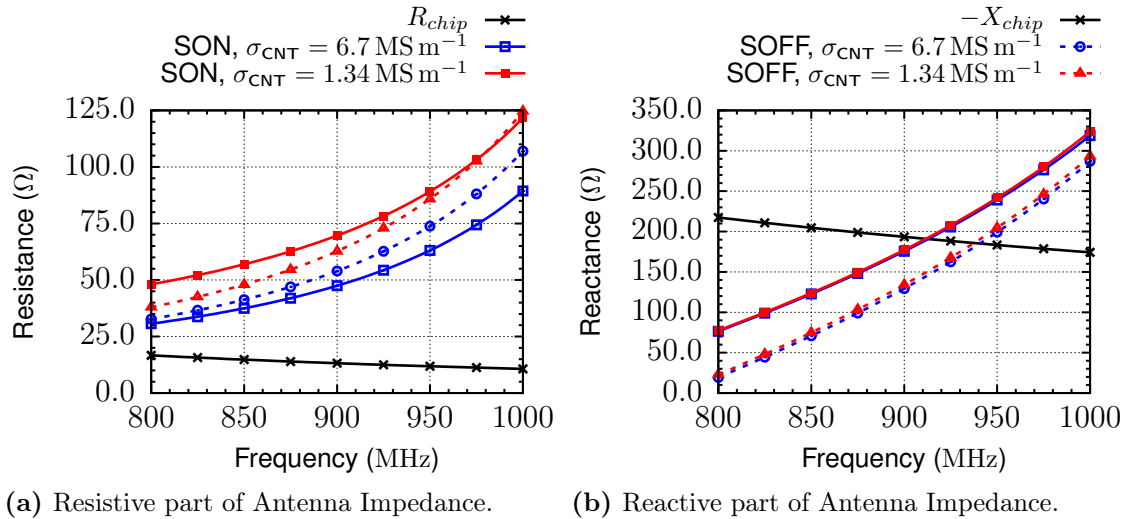 R_chip
SON, σ_CNT = 6.7 MS m⁻¹
SON, σ_CNT = 1.34 MS m⁻¹
125.0
100.0
75.0
50.0
25.0
0.0
800 850 900 950 1000
Resistance (Ω)
Frequency (MHz)
(a) Resistive part of Antenna Impedance.
−X_chip
SOFF, σ_CNT = 6.7 MS m⁻¹
SOFF, σ_CNT = 1.34 MS m⁻¹
350.0
300.0
250.0
200.0
150.0
100.0
50.0
0.0
800 850 900 950 1000
Reactance (Ω)
Frequency (MHz)
(b) Reactive part of Antenna Impedance.